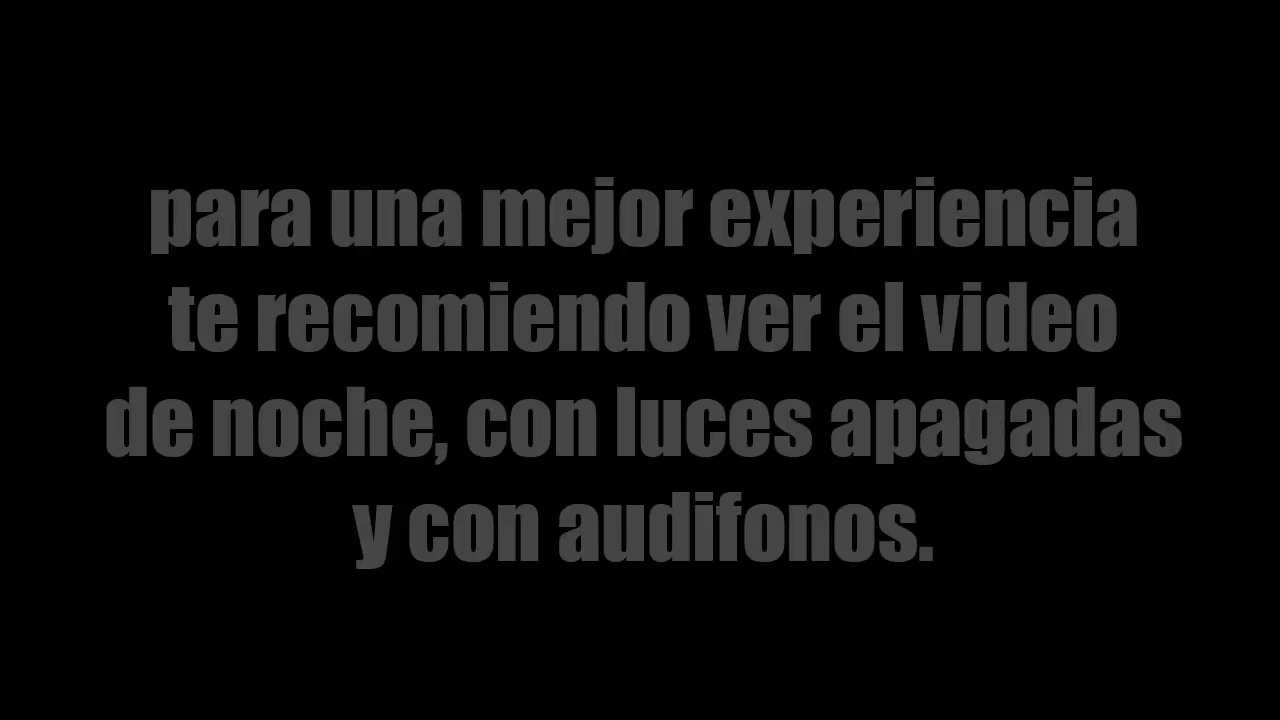 para una mejor experiencia
te recomiendo ver el video
de noche, con luces apagadas
y con audifonos.